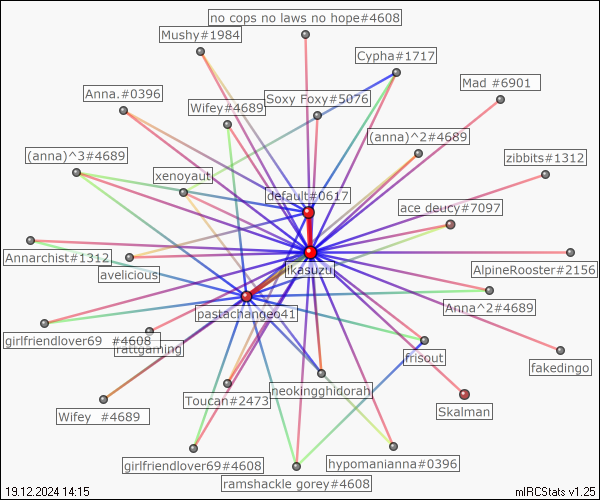 no cops no laws no hope#4608
Mushy#1984
Cypha#1717
Mad #6901
Anna.#0396
Soxy Foxy#5076
Wifey#4689
(anna)^2#4689
(anna)^3#4689
zibbits#1312
xenoyaut
default#0617
ace deucy#7097
Annarchist#1312
likasuzu
avelicious
AlpineRooster#2156
Anna^2#4689
pastachangeo41
girlfriendlover69 #4608
rattgaming
frisout
fakedingo
neokingghidorah
Toucan#2473
Skalman
Wifey #4689
girlfriendlover69#4608
hypomanianna#0396
ramshackle gorey#4608
19.12.2024 14:15
mIRCStats v1.25